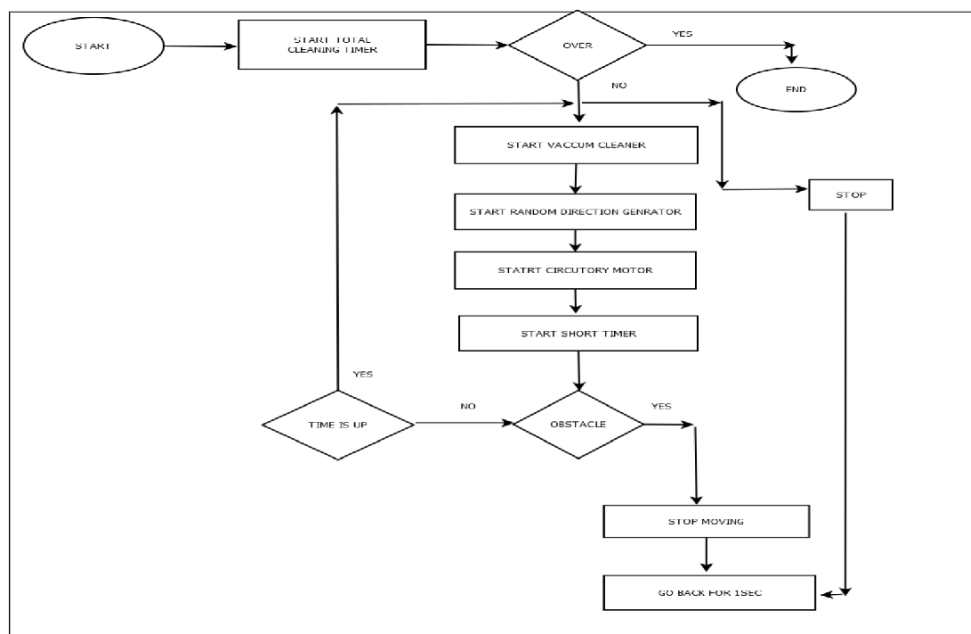 START
START TOTAL
CLEANING TIMER
OVER
YES
END
NO
START VACCUM CLEANER
STOP
START RANDOM DIRECTION GENRATOR
STATRT CIRCUTORY MOTOR
START SHORT TIMER
YES
TIME IS UP
NO
OBSTACLE
YES
STOP MOVING
GO BACK FOR 1SEC